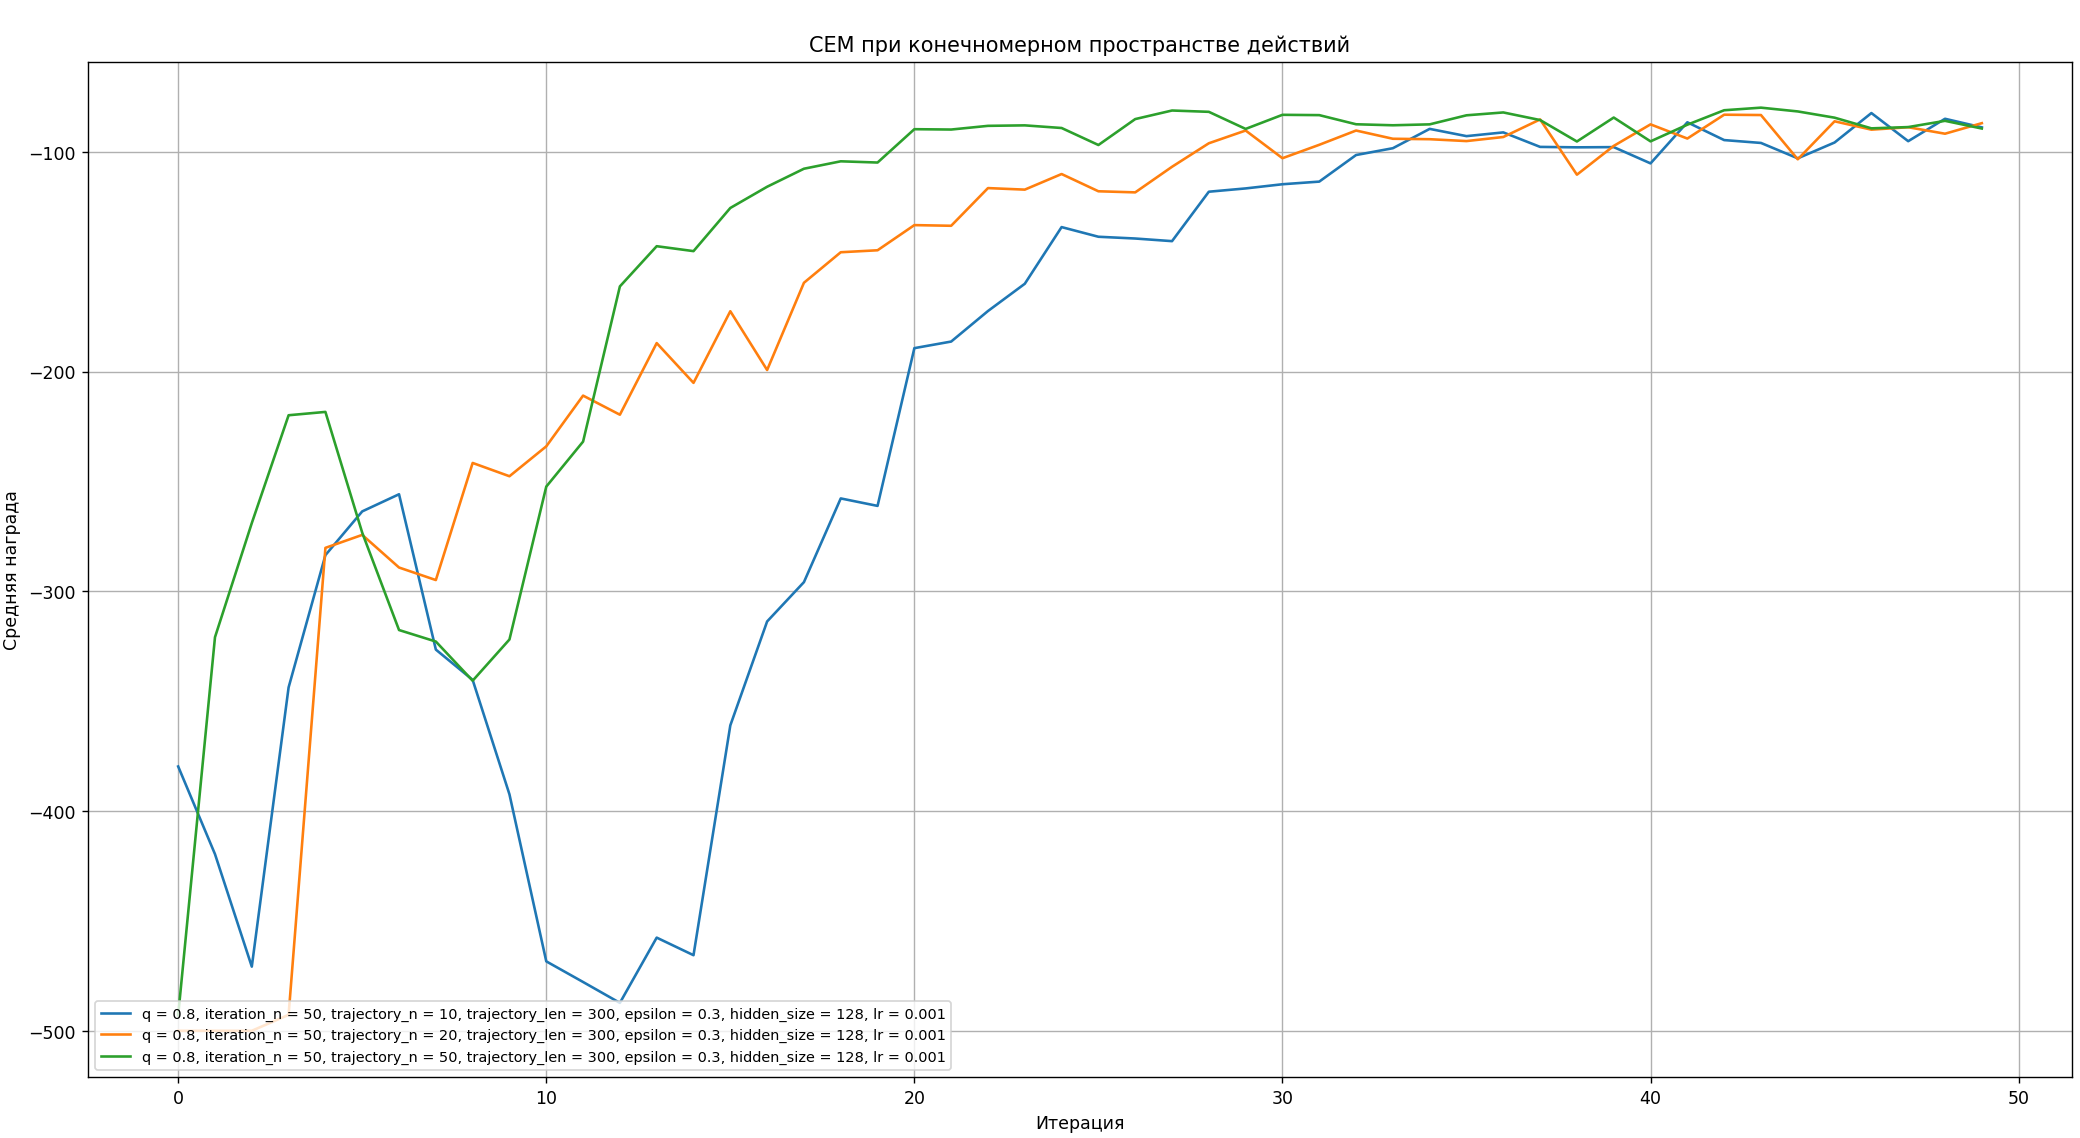 CEM при конечномерном пространстве действий
Средняя награда
−100
−200
−300
−400
−500
q = 0.8, iteration_n = 50, trajectory_n = 10, trajectory_len = 300, epsilon = 0.3, hidden_size = 128, lr = 0.001
q = 0.8, iteration_n = 50, trajectory_n = 20, trajectory_len = 300, epsilon = 0.3, hidden_size = 128, lr = 0.001
q = 0.8, iteration_n = 50, trajectory_n = 50, trajectory_len = 300, epsilon = 0.3, hidden_size = 128, lr = 0.001
0 10 20 30 40 50
Итерация